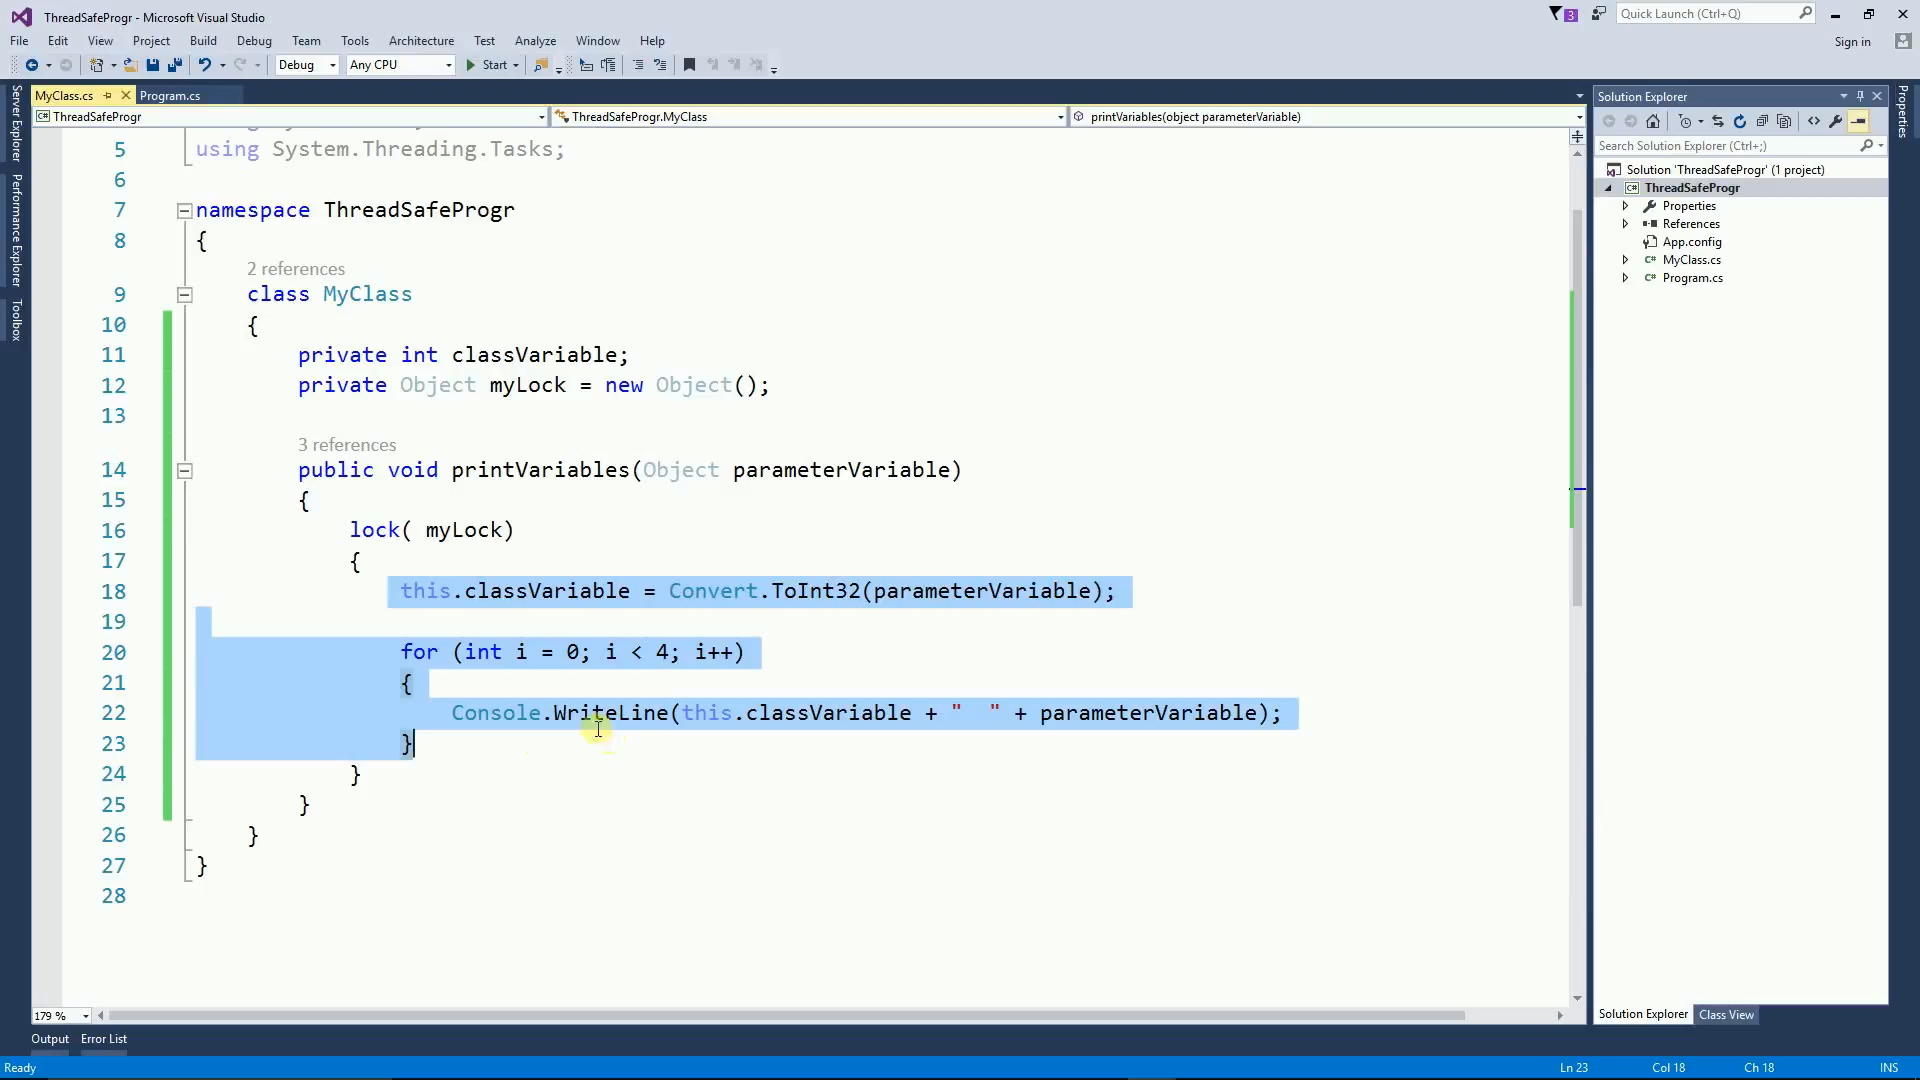 ThreadSafeProgr - Microsoft Visual Studio
3
Quick Launch (Ctrl+Q)
File Edit View Project Build Debug Team Tools Architecture Test Analyze Window Help
Sign in
Debug Any CPU Start
MyClass.cs Program.cs
ThreadSafeProgr ThreadSafeProgr.MyClass printVariables(object parameterVariable)
Server Explorer
Performance Explorer
Toolbox
5 using System.Threading.Tasks;
6
7 namespace ThreadSafeProgr
8 {
2 references
9 class MyClass
10 {
11 private int classVariable;
12 private Object myLock = new Object();
13
3 references
14 public void printVariables(Object parameterVariable)
15 {
16 lock( myLock)
17 {
18 this.classVariable = Convert.ToInt32(parameterVariable);
19
20 for (int i = 0; i < 4; i++)
21 {
22 Console.WriteLine(this.classVariable + "  " + parameterVariable);
23 }
24 }
25 }
26 }
27 }
28
179 %
Solution Explorer
Search Solution Explorer (Ctrl+;)
Solution 'ThreadSafeProgr' (1 project)
C# ThreadSafeProgr
Properties
References
App.config
C# MyClass.cs
C# Program.cs
Solution Explorer Class View
Properties
Output Error List
Ready Ln 23 Col 18 Ch 18 INS